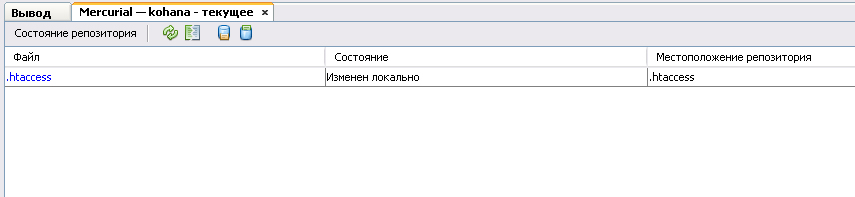 Вывод Mercurial — kohana - текущее ×
Состояние репозитория
Файл Состояние Местоположение репозитория
.htaccess Изменен локально .htaccess